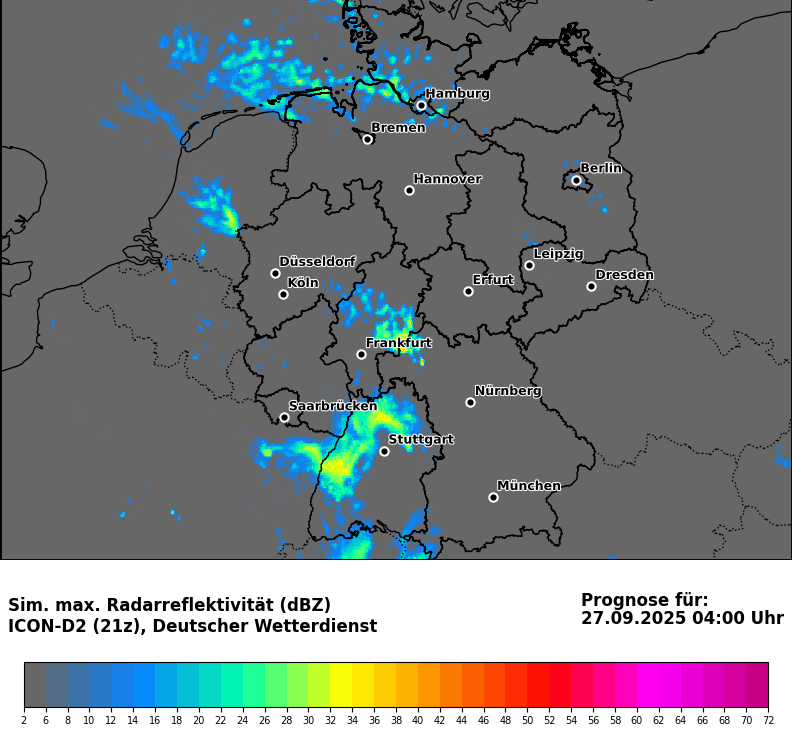 Hamburg
Bremen
Berlin
Hannover
Leipzig
Düsseldorf
Dresden
Köln
Erfurt
Frankfurt
Nürnberg
Saarbrücken
Stuttgart
München
Sim. max. Radarreflektivität (dBZ)
ICON-D2 (21z), Deutscher Wetterdienst
Prognose für:
27.09.2025 04:00 Uhr
2 6 8 10 12 14 16 18 20 22 24 26 28 30 32 34 36 38 40 42 44 46 48 50 52 54 56 58 60 62 64 66 68 70 72